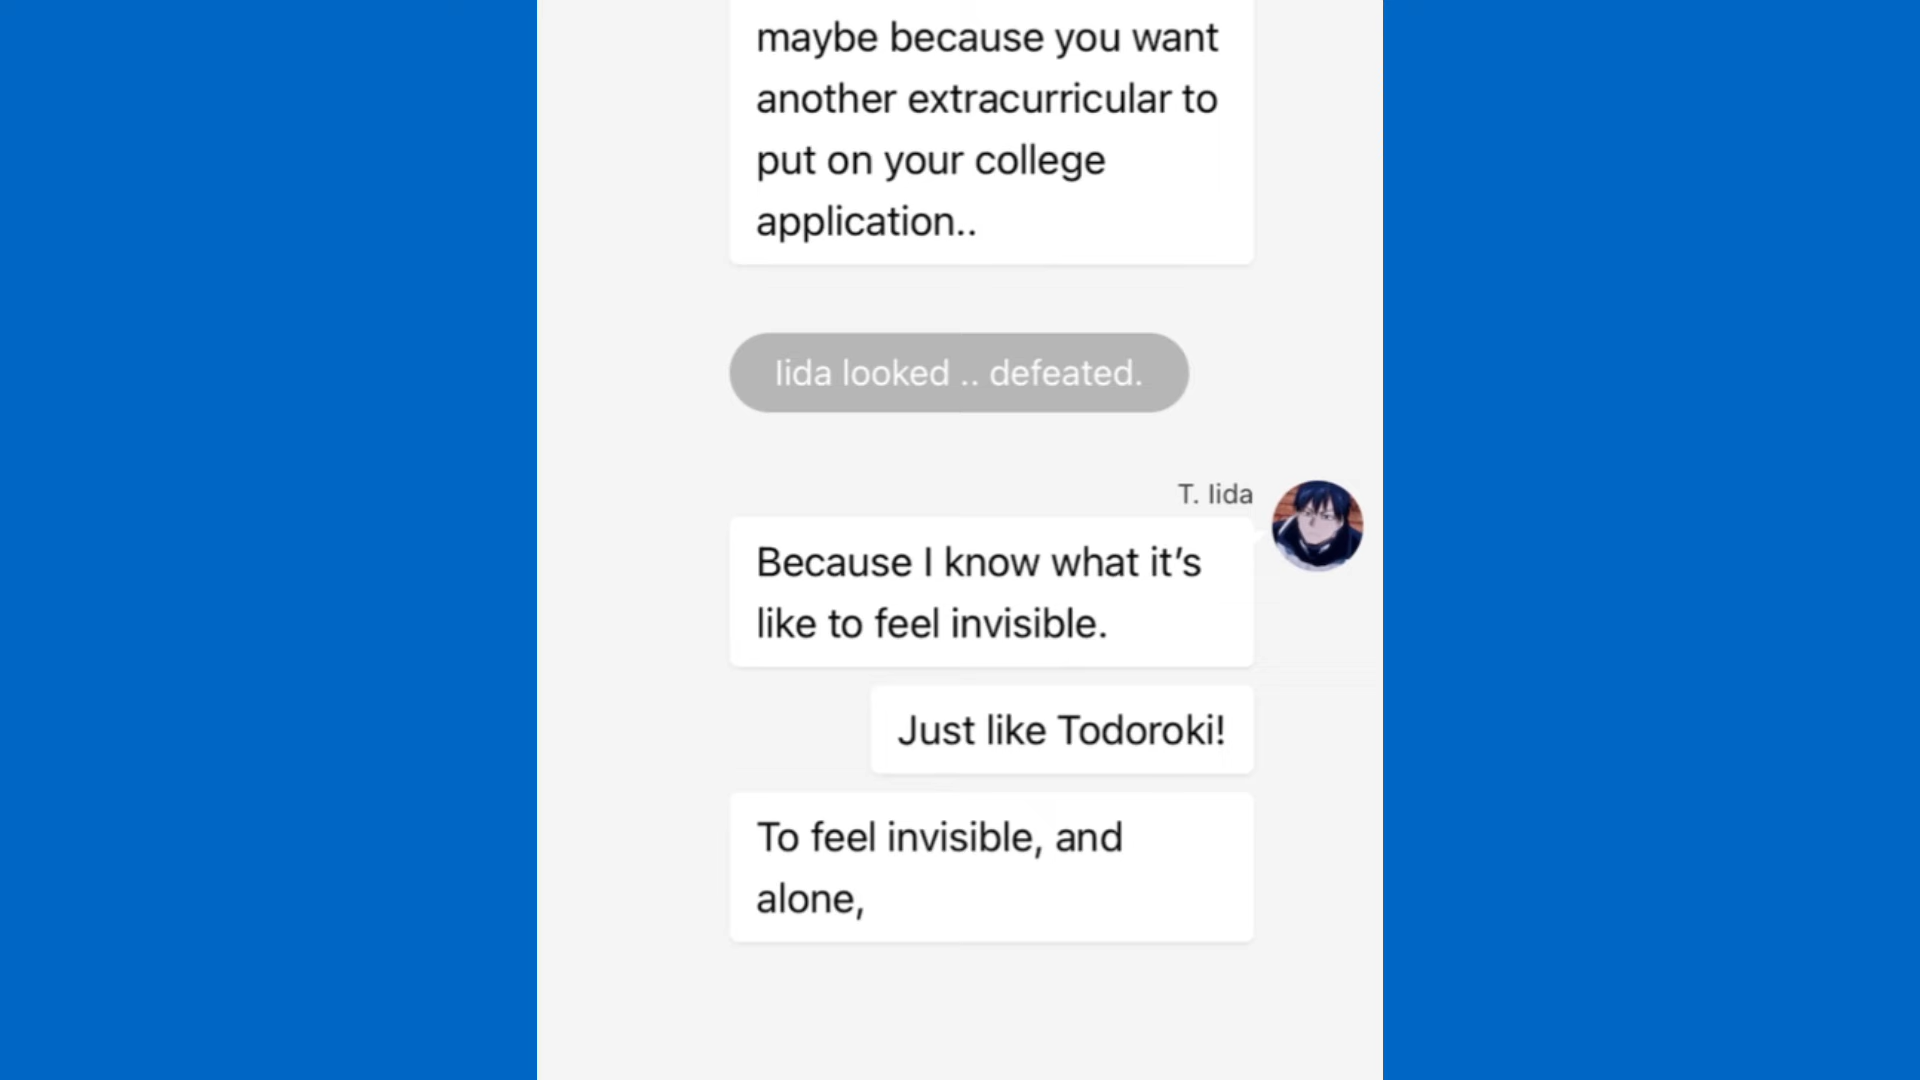 maybe because you want
another extracurricular to
put on your college
application..
Iida looked .. defeated.
T. Iida
Because I know what it’s
like to feel invisible.
Just like Todoroki!
To feel invisible, and
alone,